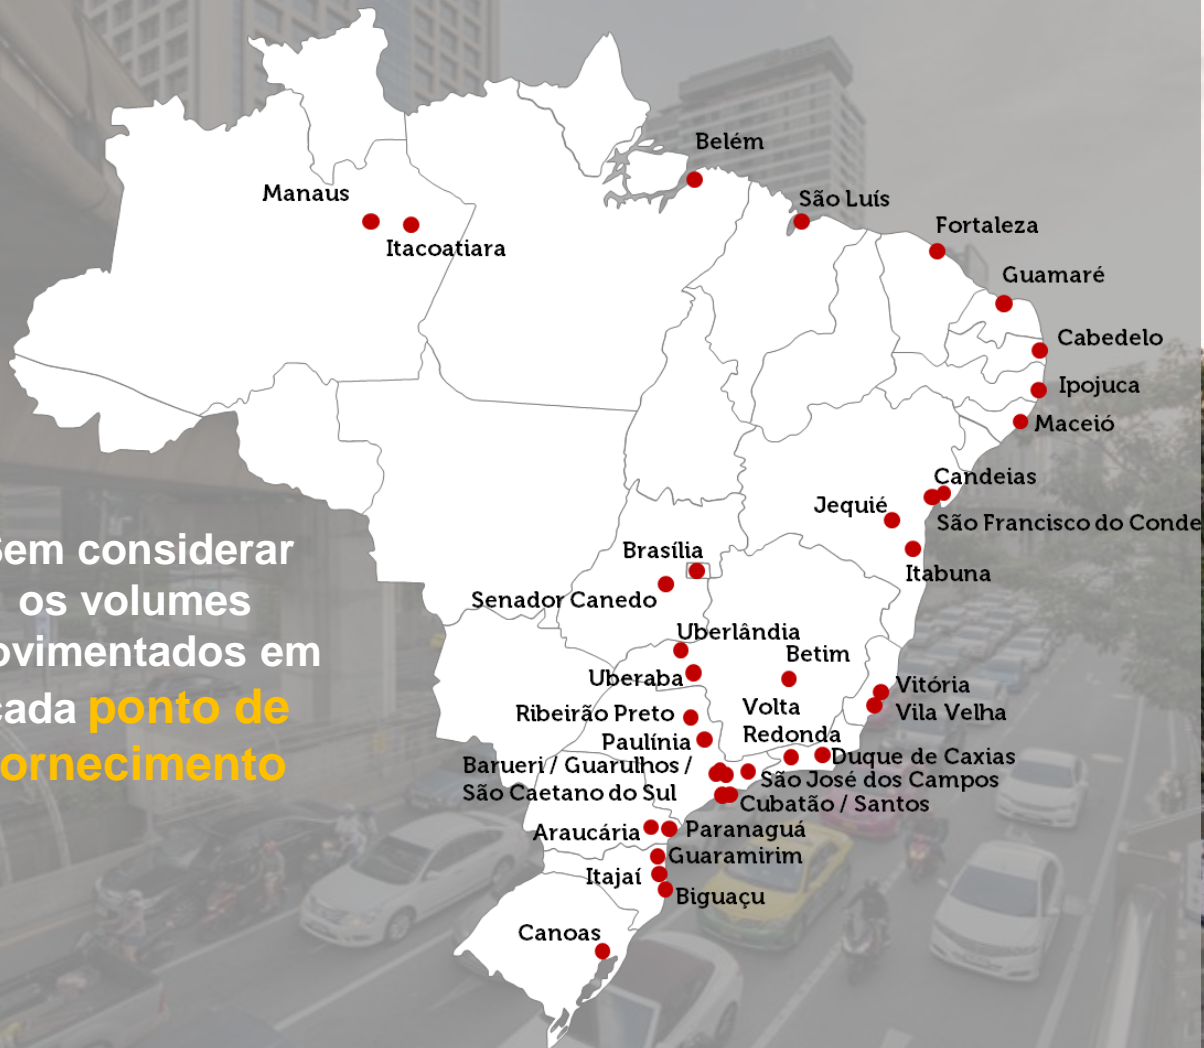 Belém
Manaus
São Luís
Itacoatiara
Fortaleza
Guamaré
Cabedelo
Ipojuca
Maceió
Candeias
Jequié
São Francisco do Conde
Itabuna
Brasília
Senador Canedo
Uberlândia
Betim
Uberaba
Vitória
Vila Velha
Volta
Redonda
Ribeirão Preto
Paulínia
Duque de Caxias
Barueri / Guarulhos /
São Caetano do Sul
São José dos Campos
Cubatão / Santos
Araucária
Paranaguá
Guaramirim
Itajaí
Biguaçu
Canoas
Sem considerar
os volumes
ovimentados em
cada ponto de
ornecimento